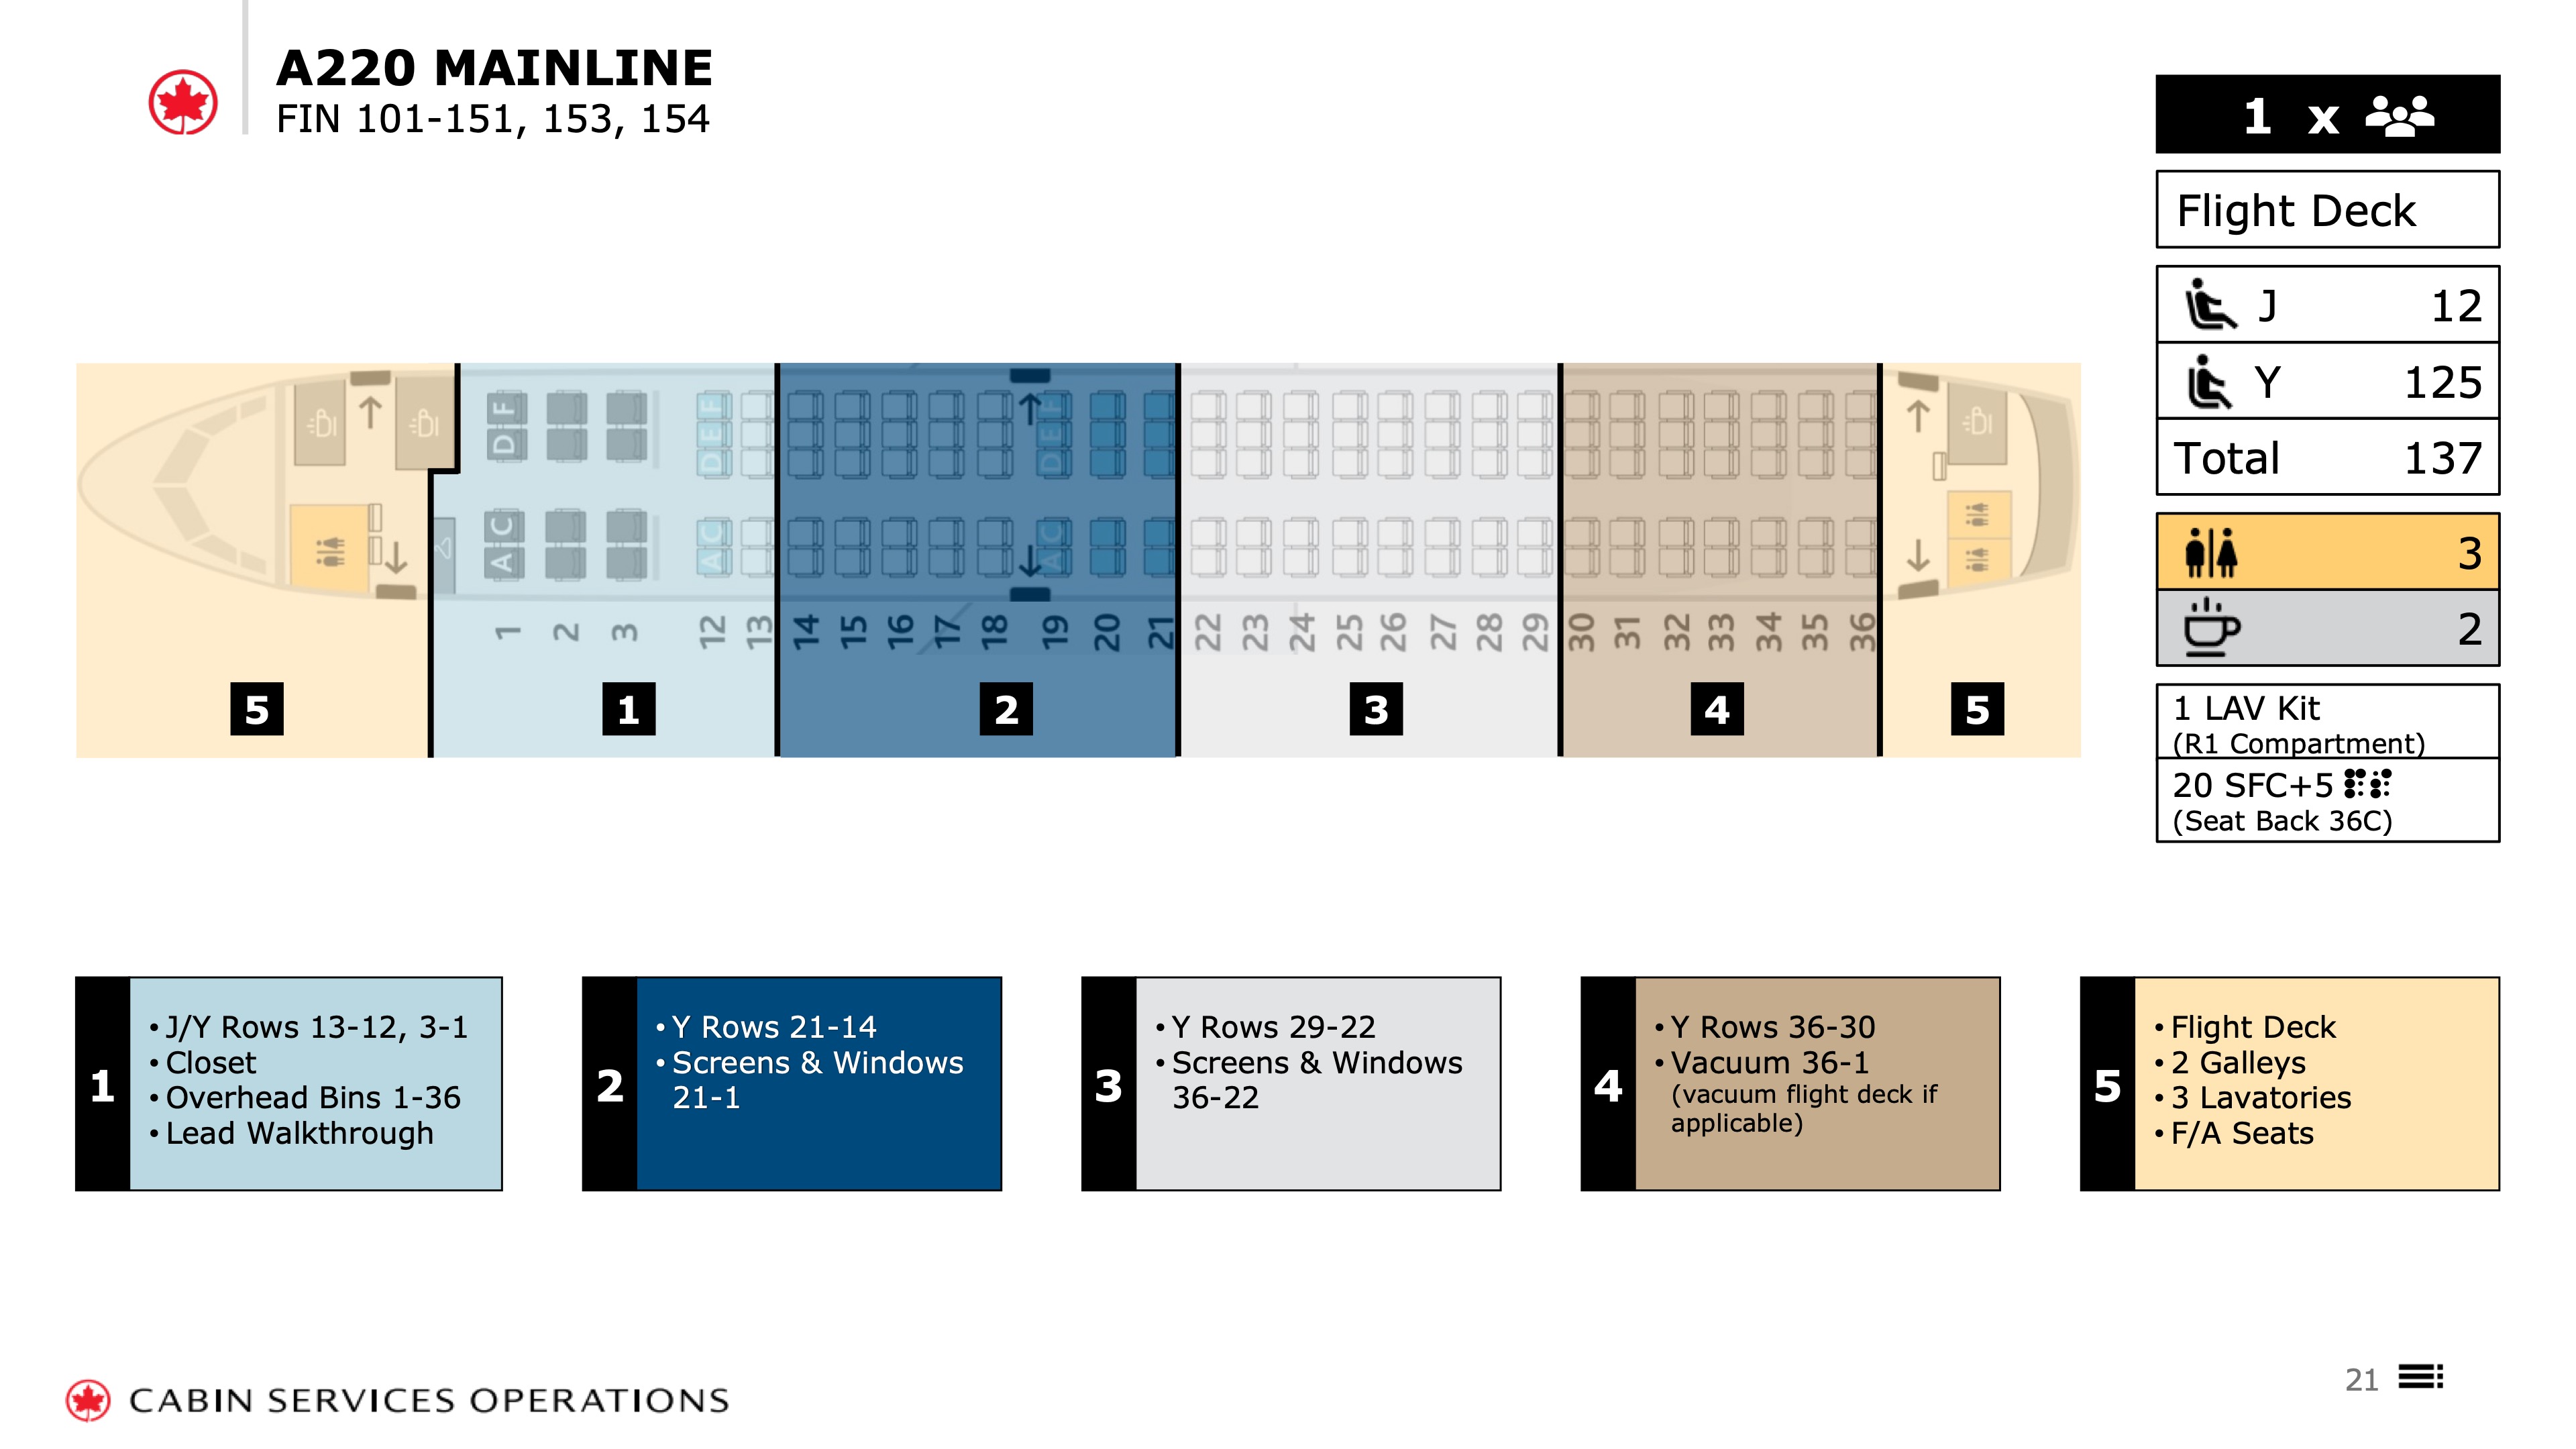 A220 MAINLINE
FIN 101-151, 153, 154
1 x
Flight Deck
J 12
Y 125
Total 137
3
2
1 LAV Kit
(R1 Compartment)
20 SFC+5
(Seat Back 36C)
F F F
D E E
D D
C C C
A A A
1 2 3 12 13 14 15 16 17 18 19 20 21 22 23 24 25 26 27 28 29 30 31 32 33 34 35 36
5 1 2 3 4 5
1
• J/Y Rows 13-12, 3-1
• Closet
• Overhead Bins 1-36
• Lead Walkthrough
2
• Y Rows 21-14
• Screens & Windows
21-1
3
• Y Rows 29-22
• Screens & Windows
36-22
4
• Y Rows 36-30
• Vacuum 36-1
(vacuum flight deck if
applicable)
5
• Flight Deck
• 2 Galleys
• 3 Lavatories
• F/A Seats
CABIN SERVICES OPERATIONS
21